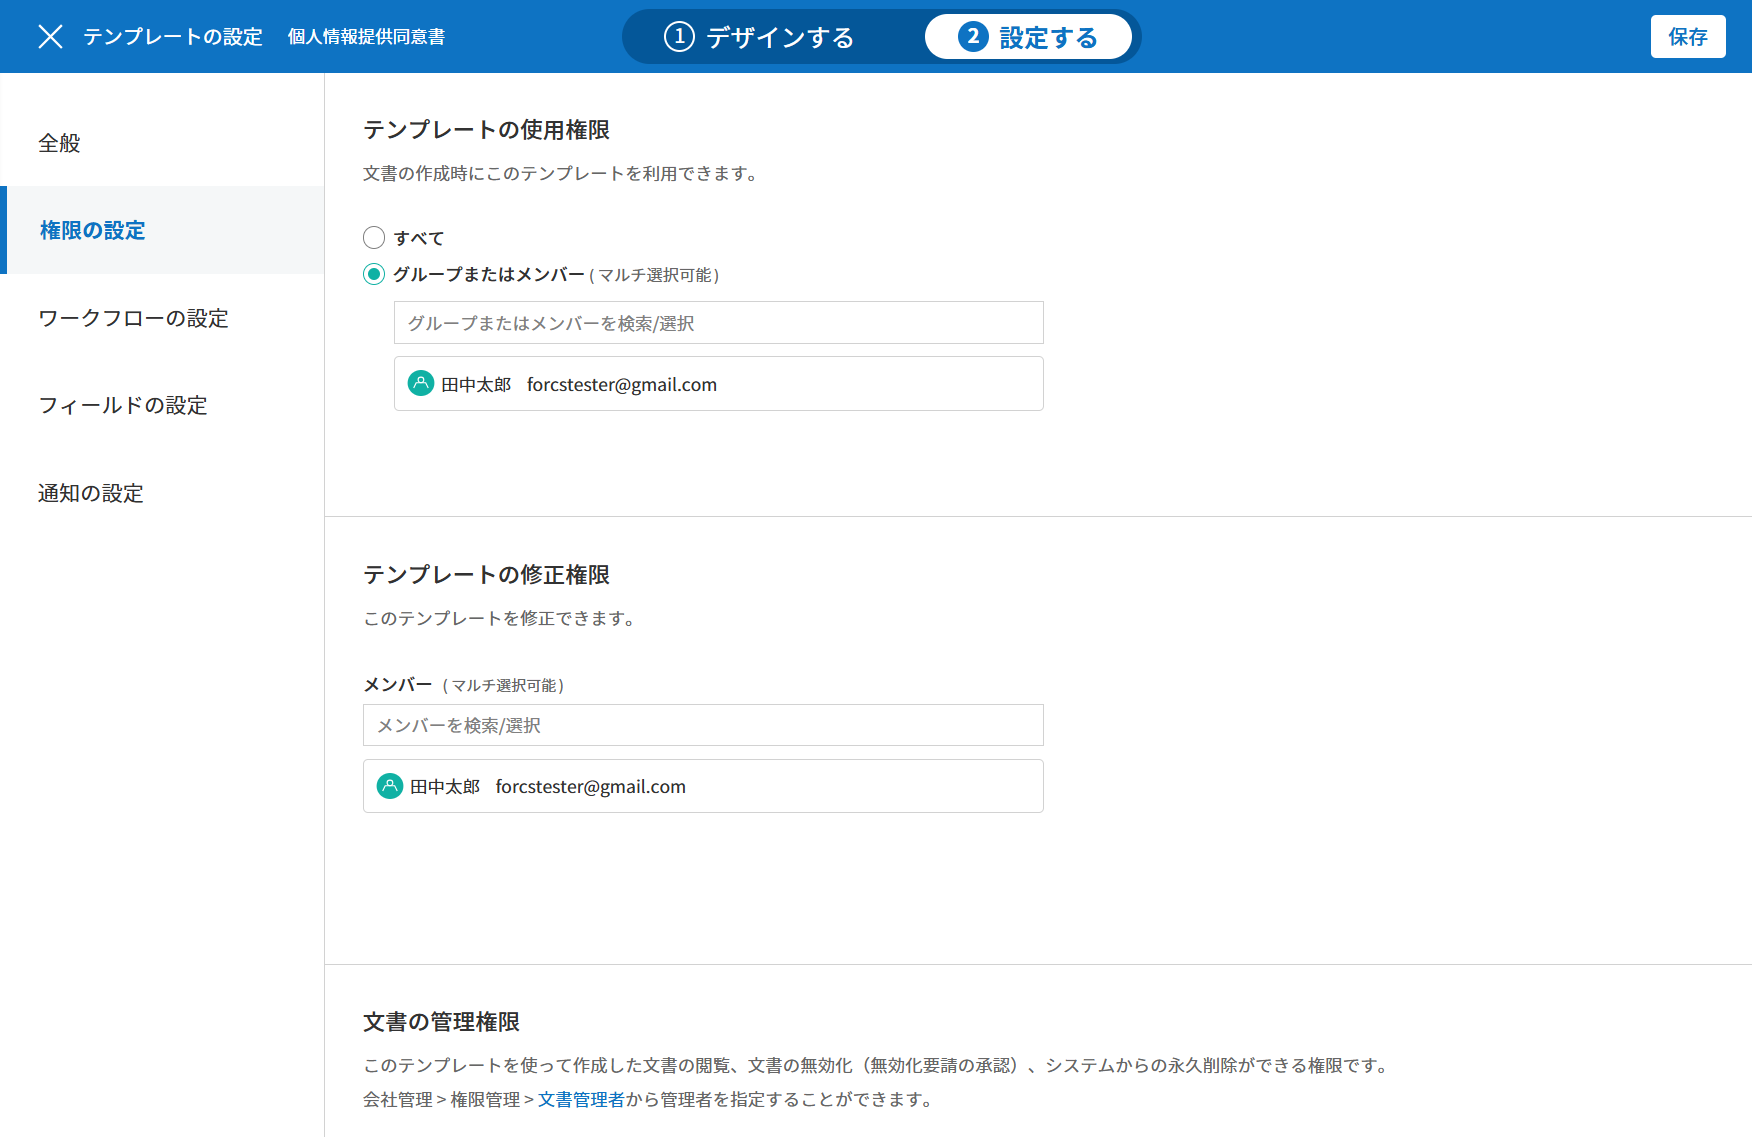 テンプレートの設定 個人情報提供同意書
1 デザインする
2 設定する
保存
全般
権限の設定
ワークフローの設定
フィールドの設定
通知の設定
テンプレートの使用権限
文書の作成時にこのテンプレートを利用できます。
すべて
グループまたはメンバー ( マルチ選択可能 )
グループまたはメンバーを検索/選択
田中太郎 forcstester@gmail.com
テンプレートの修正権限
このテンプレートを修正できます。
メンバー ( マルチ選択可能 )
メンバーを検索/選択
田中太郎 forcstester@gmail.com
文書の管理権限
このテンプレートを使って作成した文書の閲覧、文書の無効化（無効化要請の承認）、システムからの永久削除ができる権限です。
会社管理 > 権限管理 > 文書管理者から管理者を指定することができます。